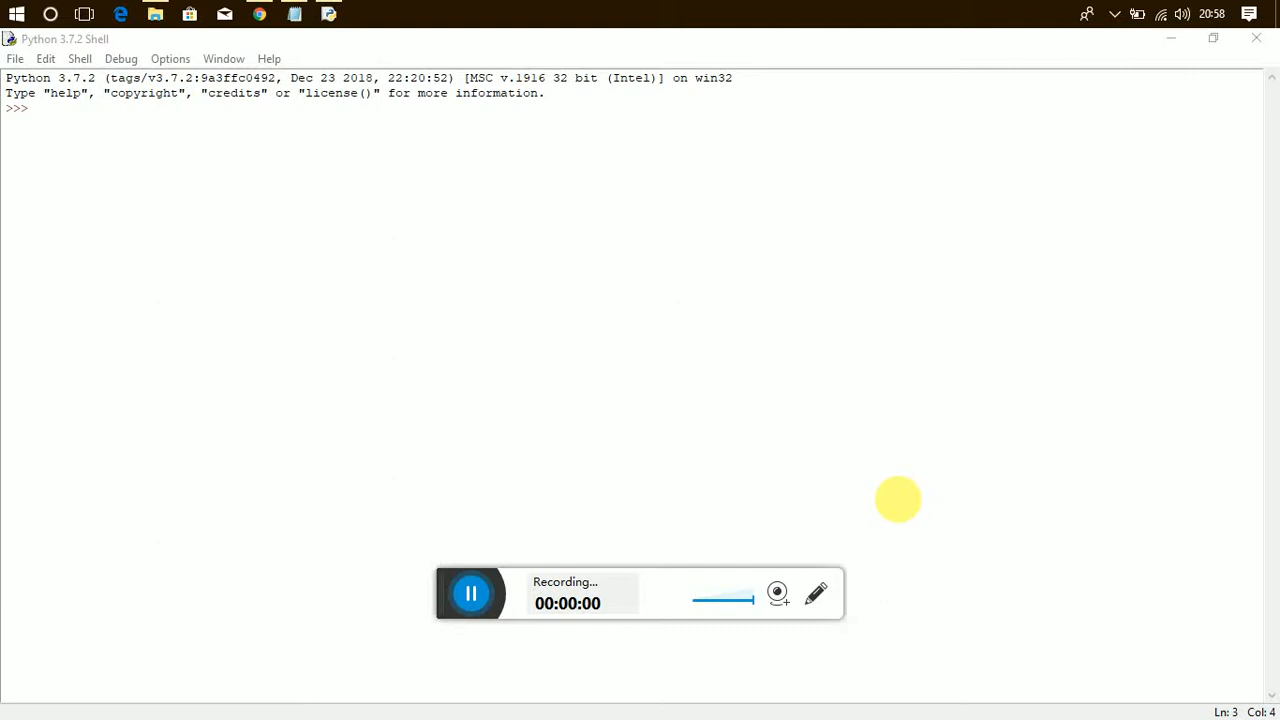 20:58
Python 3.7.2 Shell
File Edit Shell Debug Options Window Help
Python 3.7.2 (tags/v3.7.2:9a3ffc0492, Dec 23 2018, 22:20:52) [MSC v.1916 32 bit (Intel)] on win32
Type "help", "copyright", "credits" or "license()" for more information.
>>>
Recording...
00:00:00
Ln: 3 Col: 4